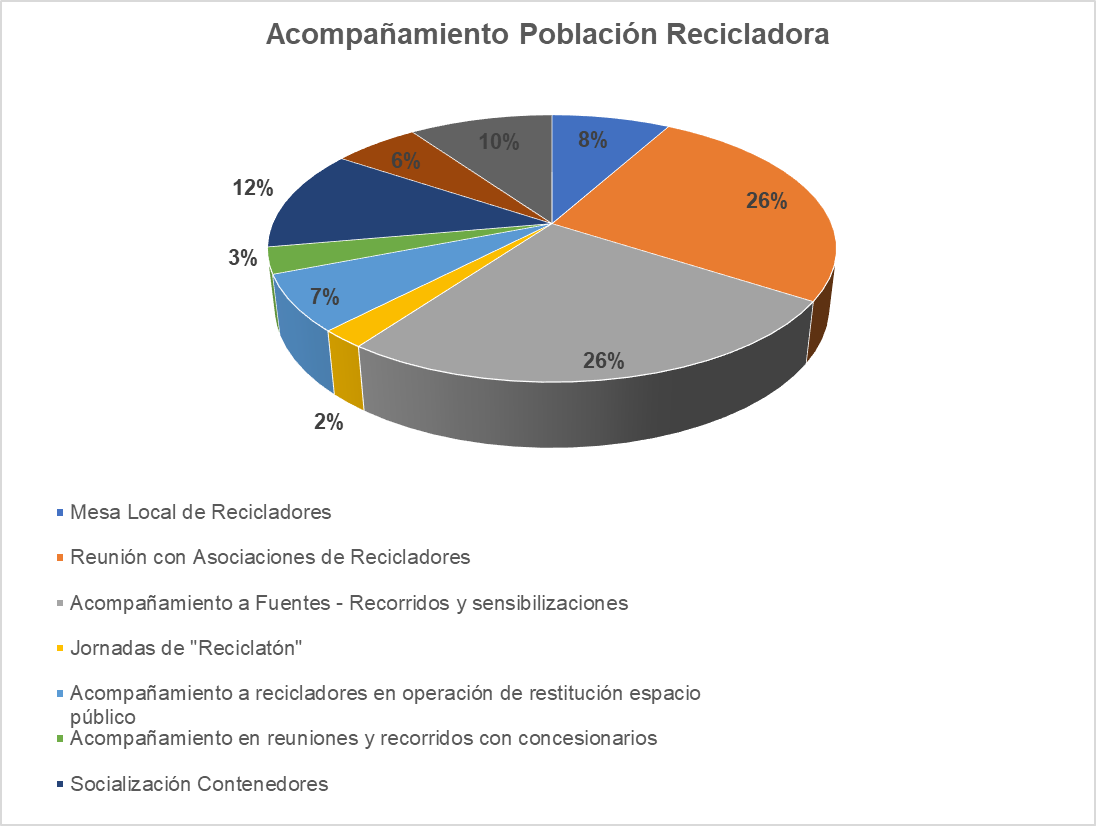 Acompañamiento Población Recicladora
10%
8%
6%
26%
12%
3%
7%
26%
2%
Mesa Local de Recicladores
Reunión con Asociaciones de Recicladores
Acompañamiento a Fuentes - Recorridos y sensibilizaciones
Jornadas de "Reciclatón"
Acompañamiento a recicladores en operación de restitución espacio
público
Acompañamiento en reuniones y recorridos con concesionarios
Socialización Contenedores